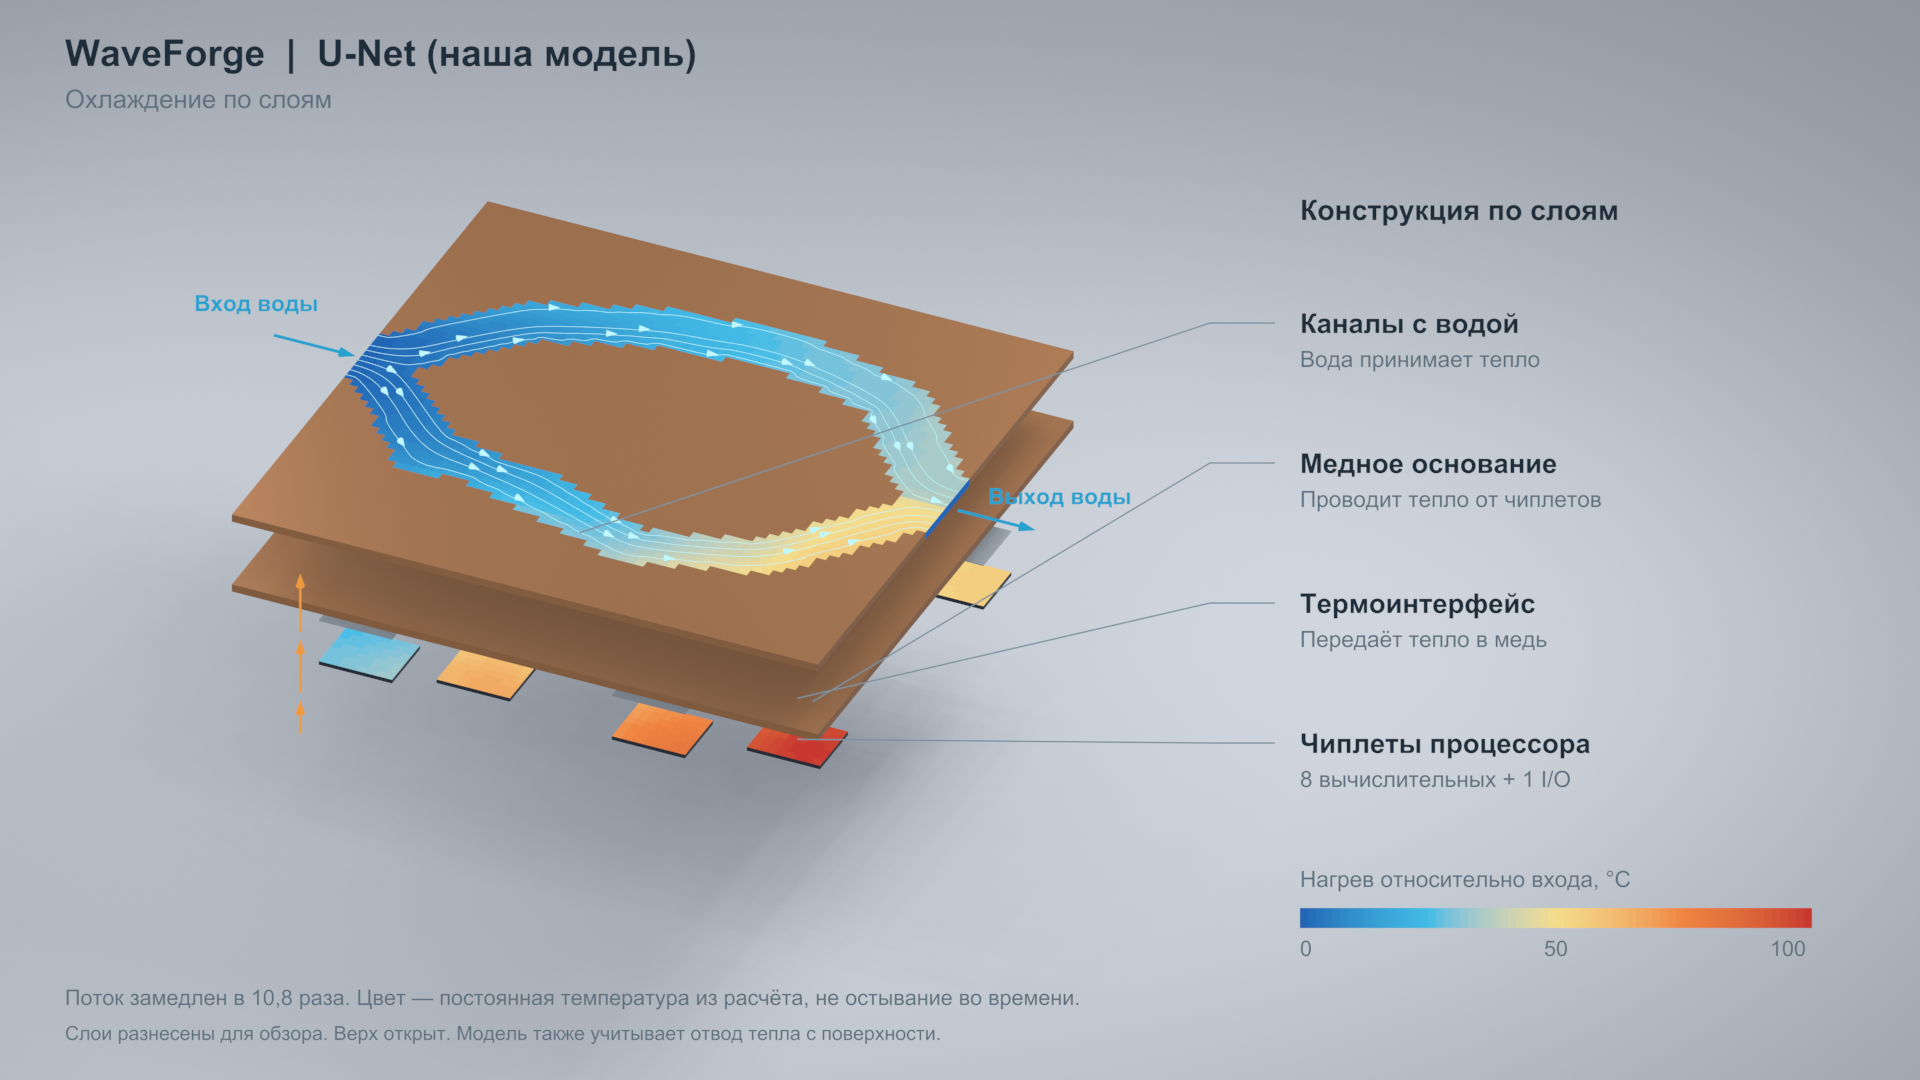 WaveForge | U-Net (наша модель)
Охлаждение по слоям
Вход воды
Выход воды
Конструкция по слоям
Каналы с водой
Вода принимает тепло
Медное основание
Проводит тепло от чиплетов
Термоинтерфейс
Передаёт тепло в медь
Чиплеты процессора
8 вычислительных + 1 I/O
Нагрев относительно входа, °C
0 50 100
Поток замедлен в 10,8 раза. Цвет — постоянная температура из расчёта, не остывание во времени.
Слои разнесены для обзора. Верх открыт. Модель также учитывает отвод тепла с поверхности.